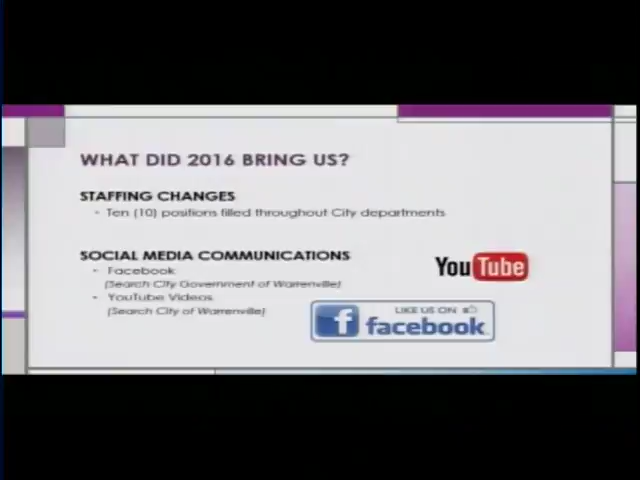 WHAT DID 2016 BRING US?
STAFFING CHANGES
- Ten (10) positions filled throughout City departments
SOCIAL MEDIA COMMUNICATIONS
- Facebook
(Search City Government of Warrenville)
- YouTube Videos
(Search City of Warrenville)
YouTube
LIKE US ON
f facebook